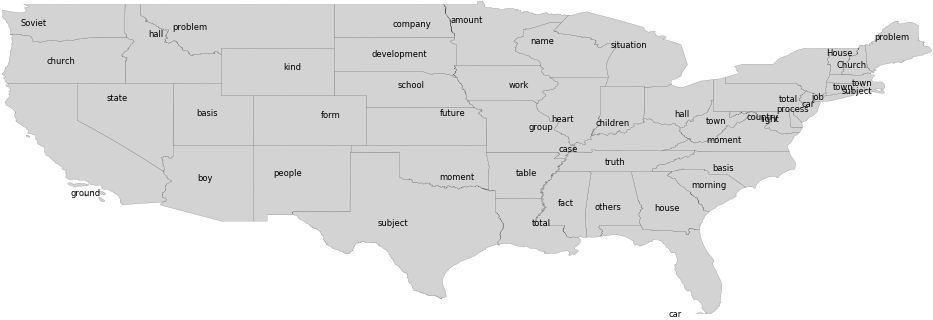 Soviet
hall
problem
company
amount
problem
name
situation
House
church
development
Church
kind
school
work
town
town
subject
state
total
job
car
basis
form
future
heart
hall
process
group
children
town
country
light
moment
case
truth
boy
people
moment
table
basis
morning
ground
fact
others
house
subject
total
car